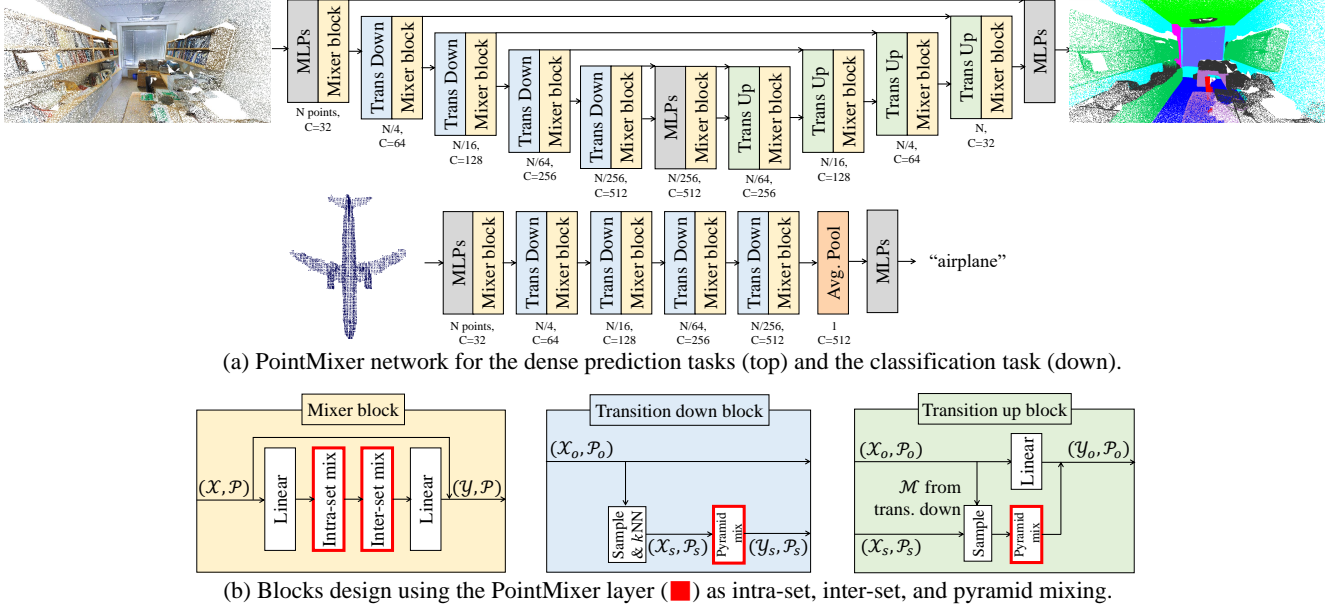 MLPs
Mixer block
N points,
C=32
Trans Down
Mixer block
N/4,
C=64
Trans Down
Mixer block
N/16,
C=128
Trans Down
Mixer block
N/64,
C=256
Trans Down
Mixer block
N/256,
C=512
MLPs
Mixer block
N/256,
C=512
Trans Up
Mixer block
N/64,
C=256
Trans Up
Mixer block
N/16,
C=128
Trans Up
Mixer block
N/4,
C=64
Trans Up
Mixer block
N,
C=32
MLPs
MLPs
Mixer block
N points,
C=32
Trans Down
Mixer block
N/4,
C=64
Trans Down
Mixer block
N/16,
C=128
Trans Down
Mixer block
N/64,
C=256
Trans Down
Mixer block
N/256,
C=512
Avg. Pool
1
C=512
MLPs
“airplane”
(a) PointMixer network for the dense prediction tasks (top) and the classification task (down).
Mixer block
(𝒳, 𝒫)
Linear
Intra-set mix
Inter-set mix
Linear
(𝒴, 𝒫)
Transition down block
(𝒳ₒ, 𝒫ₒ)
Sample
& kNN
(𝒳ₛ, 𝒫ₛ)
Pyramid
mix
(𝒴ₛ, 𝒫ₛ)
Transition up block
(𝒳ₒ, 𝒫ₒ)
Linear
(𝒴ₒ, 𝒫ₒ)
ℳ from
trans. down
(𝒳ₛ, 𝒫ₛ)
Sample
Pyramid
mix
(b) Blocks design using the PointMixer layer (■) as intra-set, inter-set, and pyramid mixing.